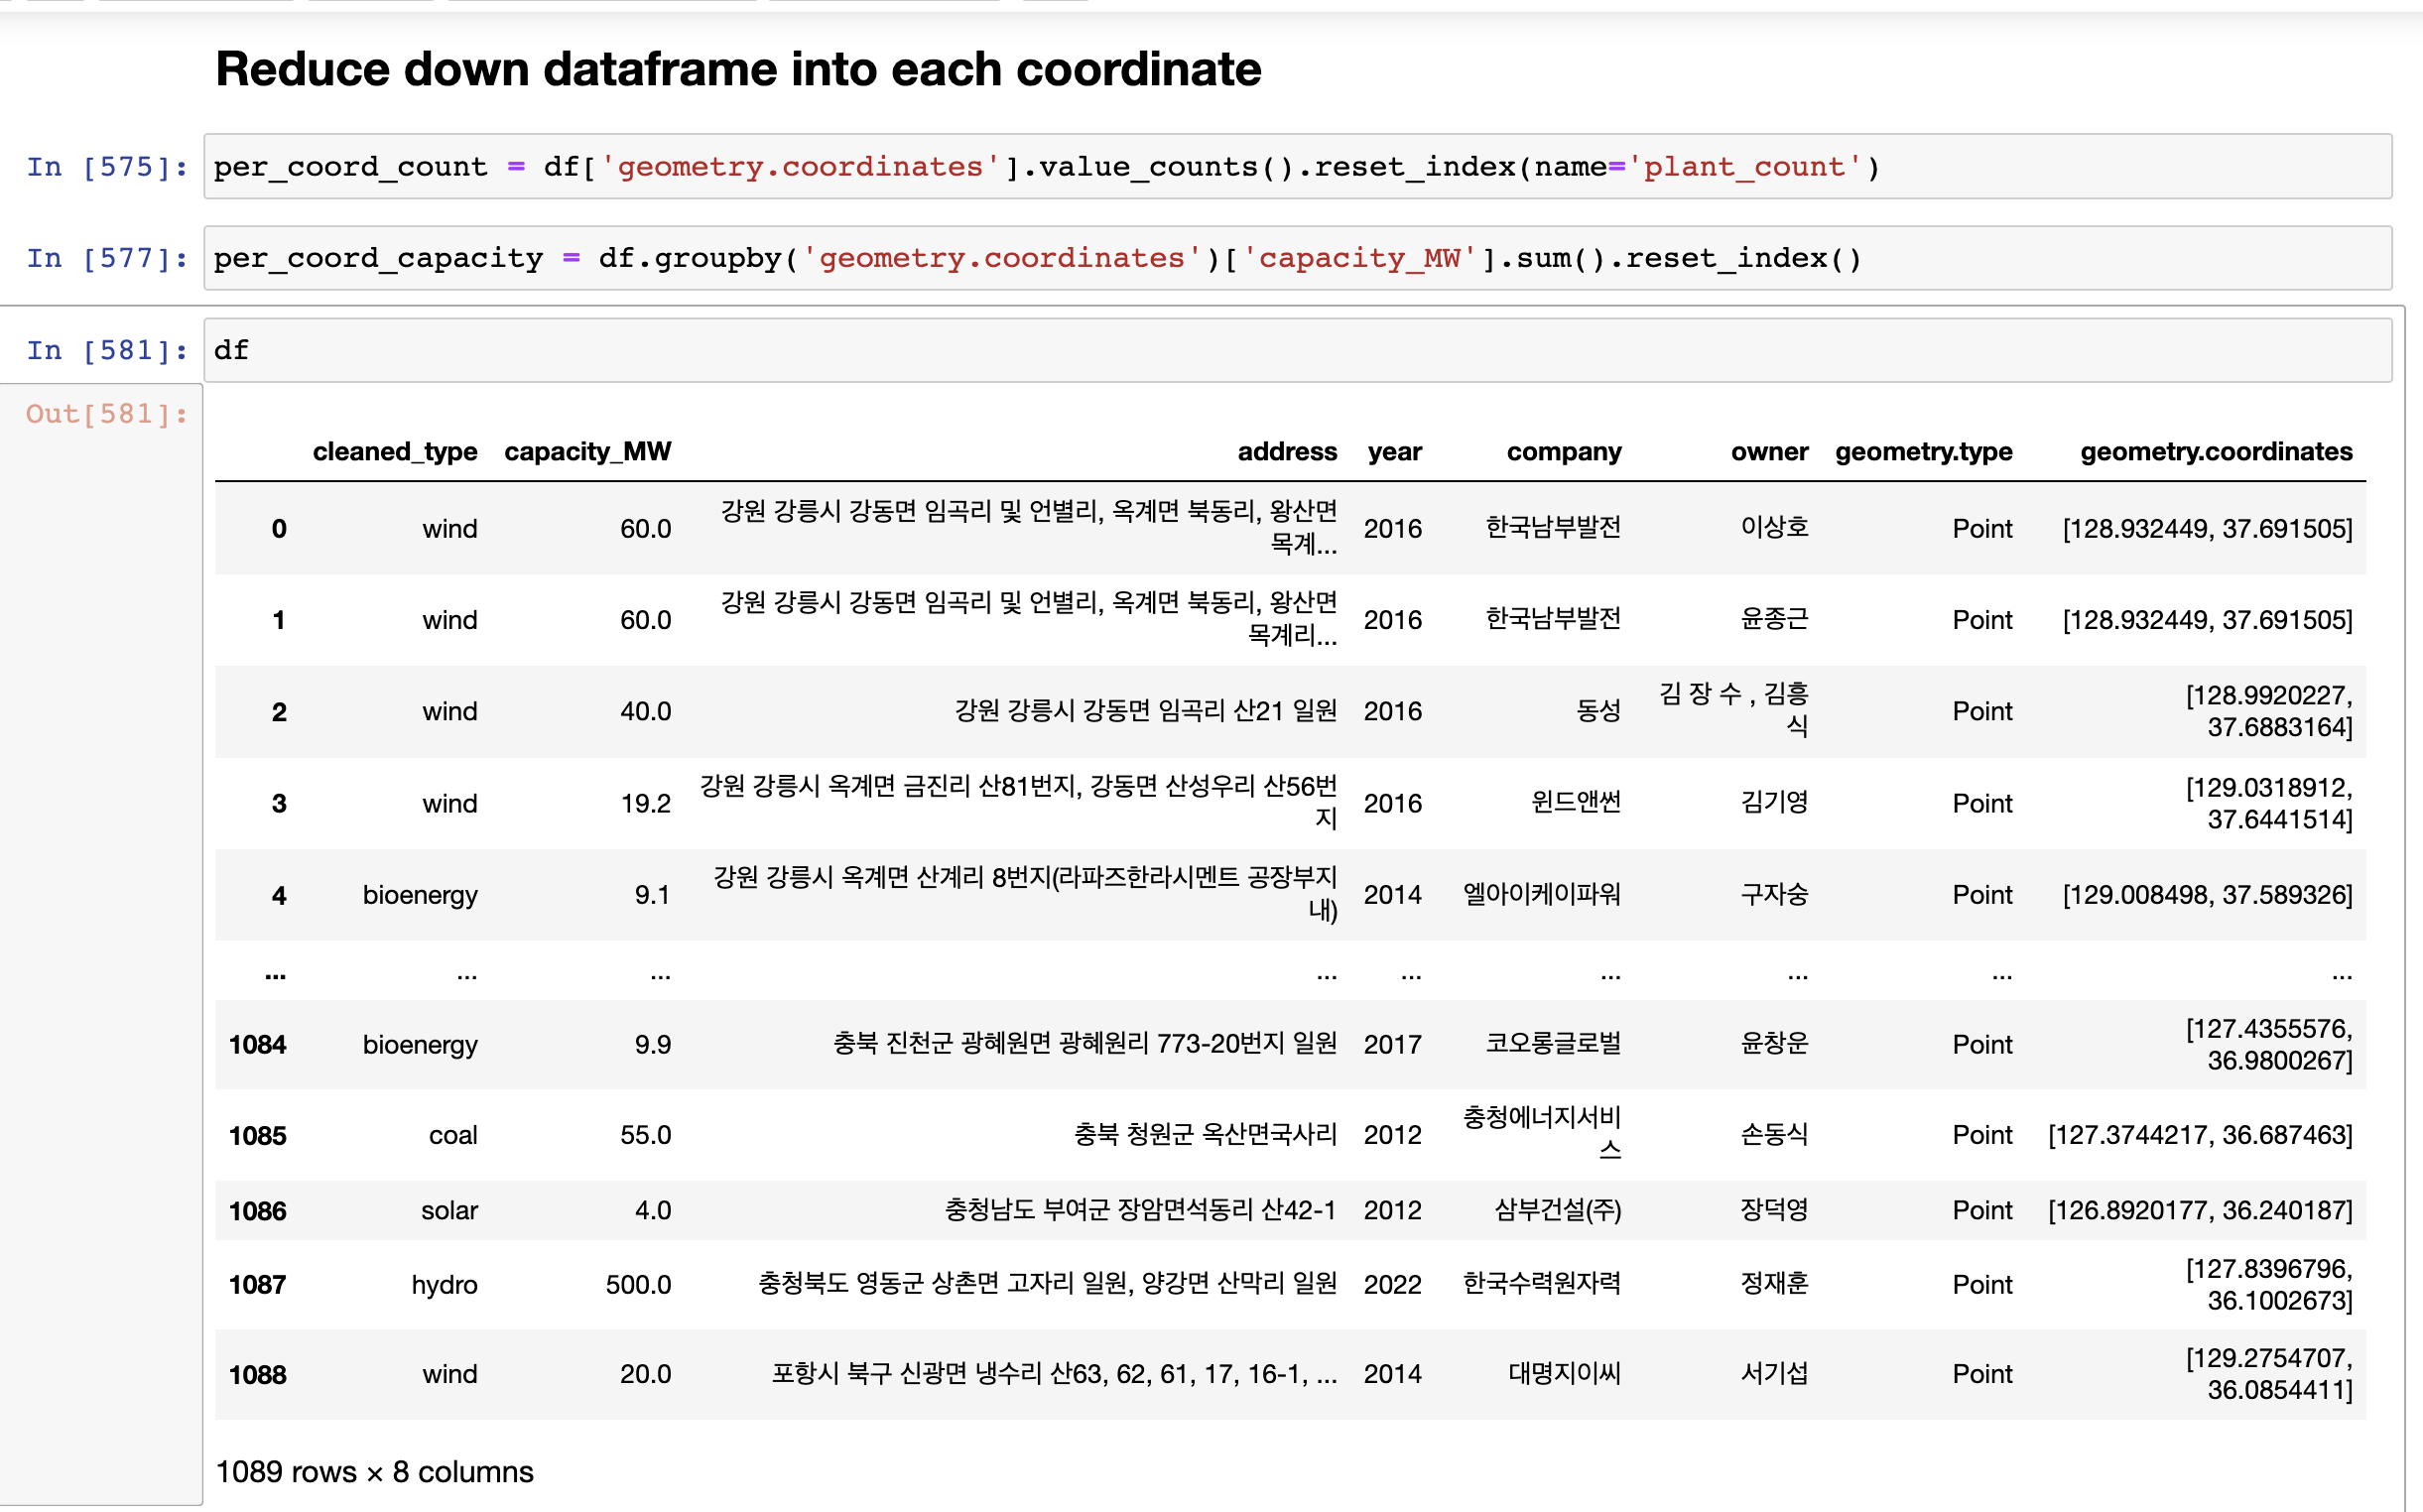 Reduce down dataframe into each coordinate
In [575]: per_coord_count = df['geometry.coordinates'].value_counts().reset_index(name='plant_count')
In [577]: per_coord_capacity = df.groupby('geometry.coordinates')['capacity_MW'].sum().reset_index()
In [581]: df
Out[581]:
cleaned_type capacity_MW address year company owner geometry.type geometry.coordinates
0 wind 60.0 강원 강릉시 강동면 임곡리 및 언별리, 옥계면 북동리, 왕산면 2016 한국남부발전 이상호 Point [128.932449, 37.691505]
목계...
1 wind 60.0 강원 강릉시 강동면 임곡리 및 언별리, 옥계면 북동리, 왕산면 2016 한국남부발전 윤종근 Point [128.932449, 37.691505]
목계리...
2 wind 40.0 강원 강릉시 강동면 임곡리 산21 일원 2016 동성 김 장 수 , 김흥 Point [128.9920227,
식 37.6883164]
3 wind 19.2 강원 강릉시 옥계면 금진리 산81번지, 강동면 산성우리 산56번 2016 윈드앤썬 김기영 Point [129.0318912,
지 37.6441514]
4 bioenergy 9.1 강원 강릉시 옥계면 산계리 8번지(라파즈한라시멘트 공장부지 2014 엘아이케이파워 구자숭 Point [129.008498, 37.589326]
내)
... ... ... ... ... ... ... ... ...
1084 bioenergy 9.9 충북 진천군 광혜원면 광혜원리 773-20번지 일원 2017 코오롱글로벌 윤창운 Point [127.4355576,
36.9800267]
1085 coal 55.0 충북 청원군 옥산면국사리 2012 충청에너지서비 손동식 Point [127.3744217, 36.687463]
스
1086 solar 4.0 충청남도 부여군 장암면석동리 산42-1 2012 삼부건설(주) 장덕영 Point [126.8920177, 36.240187]
1087 hydro 500.0 충청북도 영동군 상촌면 고자리 일원, 양강면 산막리 일원 2022 한국수력원자력 정재훈 Point [127.8396796,
36.1002673]
1088 wind 20.0 포항시 북구 신광면 냉수리 산63, 62, 61, 17, 16-1, ... 2014 대명지이씨 서기섭 Point [129.2754707,
36.0854411]
1089 rows × 8 columns